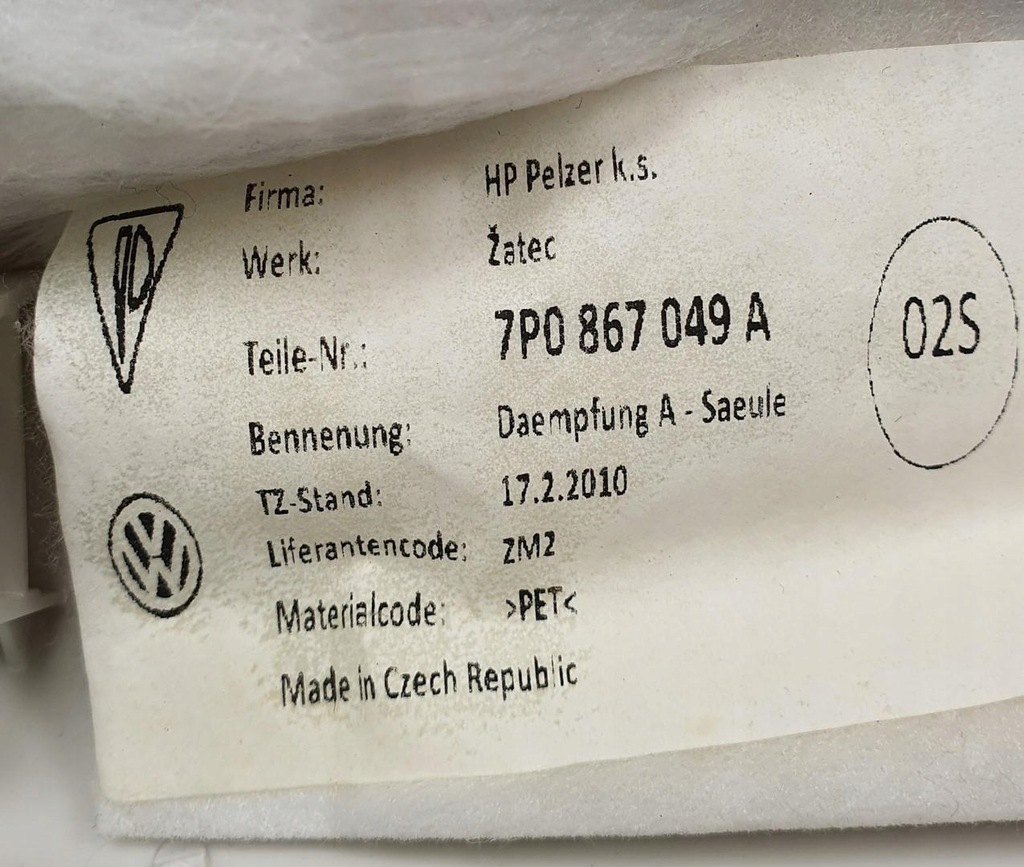 Firma: HP Pelzer k.s.
Werk: Žatec
Teile-Nr.: 7P0 867 049 A
02S
Bennenung: Daempfung A - Saeule
TZ-Stand: 17.2.2010
Liferantencode: ZM2
Materialcode: >PET<
Made in Czech Republic
VW